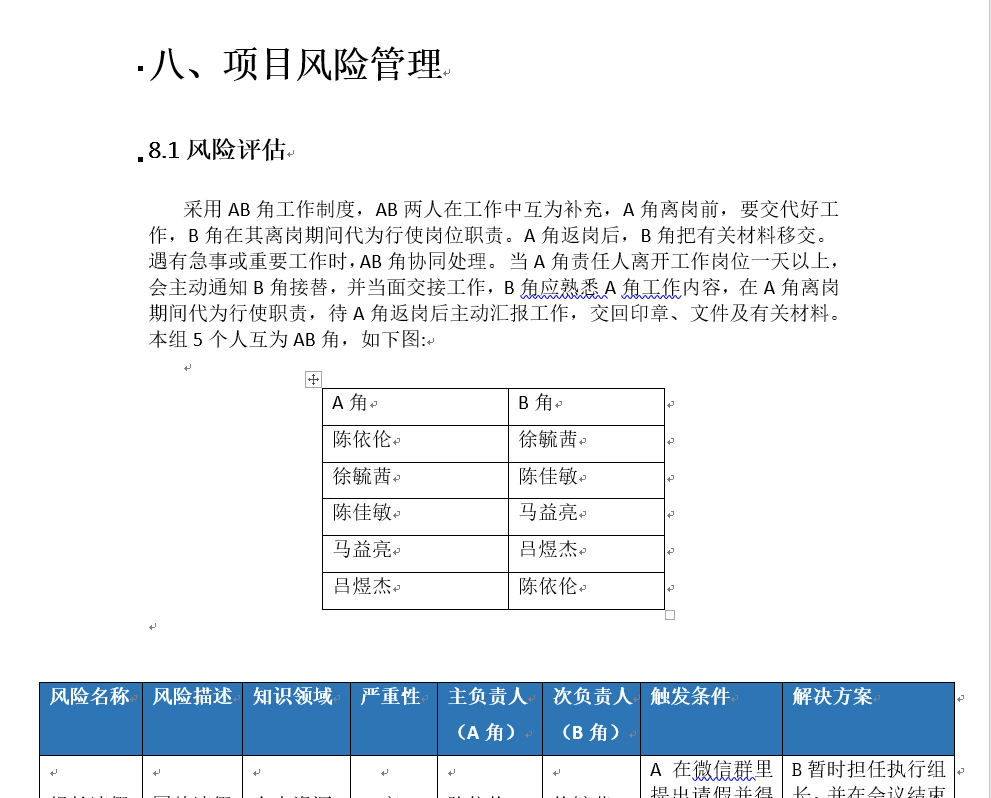 八、项目风险管理
8.1 风险评估
采用 AB 角工作制度，AB 两人在工作中互为补充，A 角离岗前，要交代好工
作，B 角在其离岗期间代为行使岗位职责。A 角返岗后，B 角把有关材料移交。
遇有急事或重要工作时，AB 角协同处理。当 A 角责任人离开工作岗位一天以上，
会主动通知 B 角接替，并当面交接工作，B 角应熟悉 A 角工作内容，在 A 角离岗
期间代为行使职责，待 A 角返岗后主动汇报工作，交回印章、文件及有关材料。
本组 5 个人互为 AB 角，如下图:
A 角 B 角
陈依伦 徐毓茜
徐毓茜 陈佳敏
陈佳敏 马益亮
马益亮 吕煜杰
吕煜杰 陈依伦
风险名称 风险描述 知识领域 严重性 主负责人 次负责人 触发条件 解决方案
（A 角） （B 角）
A 在微信群里 B 暂时担任执行组
提出请假并得 长，并在会议结束